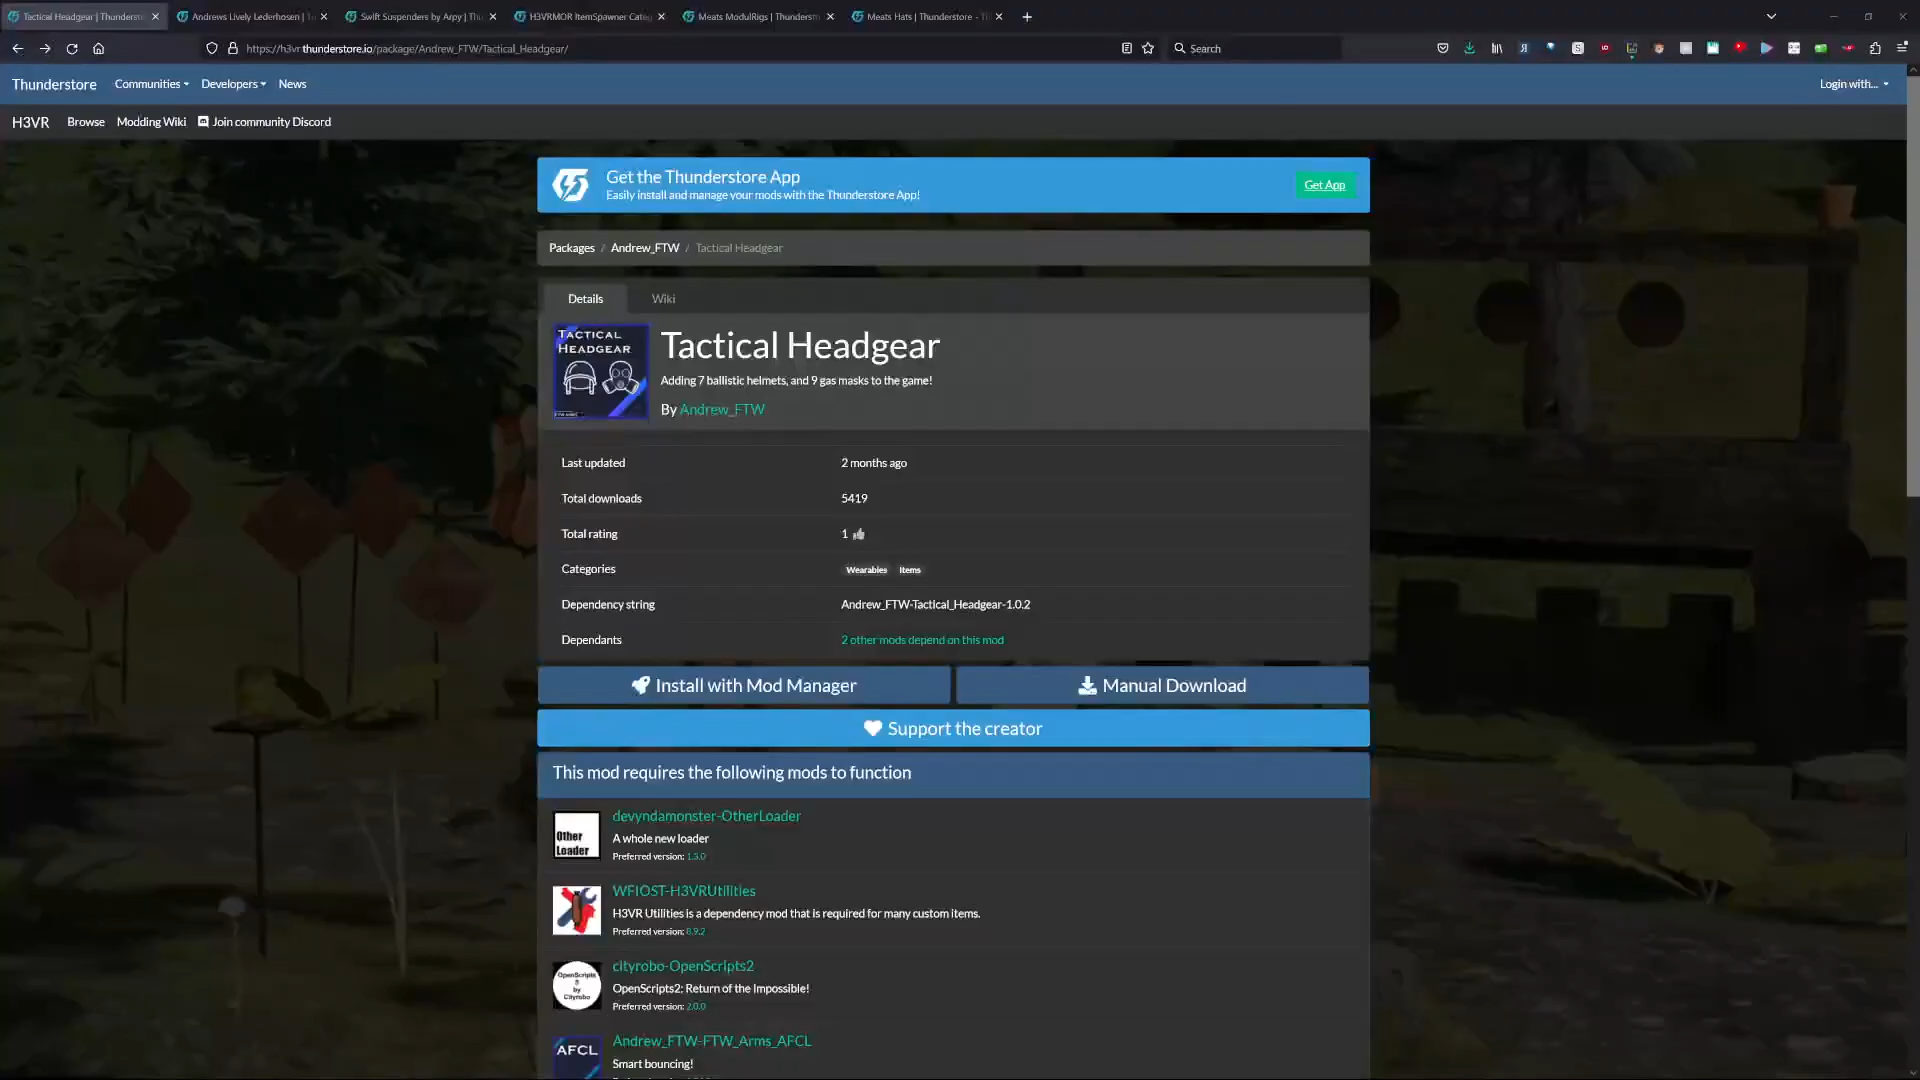 Tactical Headgear | Thunderst
Andrews Lively Lederhosen | T
Swift Suspenders by Arpy | Thu
H3VRMOR ItemSpawner Categ
Meats ModulRigs | Thunderst
Meats Hats | Thunderstore - T
https://h3vr.thunderstore.io/package/Andrew_FTW/Tactical_Headgear/
Search
Thunderstore
Communities
Developers
News
Login with...
H3VR
Browse
Modding Wiki
Join community Discord
Get the Thunderstore App
Easily install and manage your mods with the Thunderstore App!
Get App
Packages / Andrew_FTW / Tactical Headgear
Details
Wiki
TACTICAL
HEADGEAR
Tactical Headgear
Adding 7 ballistic helmets, and 9 gas masks to the game!
By Andrew_FTW
Last updated
2 months ago
Total downloads
5419
Total rating
1
Categories
Wearables Items
Dependency string
Andrew_FTW-Tactical_Headgear-1.0.2
Dependants
2 other mods depend on this mod
Install with Mod Manager
Manual Download
Support the creator
This mod requires the following mods to function
Other
Loader
devyndamonster-OtherLoader
A whole new loader
Preferred version: 1.3.0
WFIOST-H3VRUtilities
H3VR Utilities is a dependency mod that is required for many custom items.
Preferred version: 8.9.2
OpenScripts
2
by
Cityrobo
cityrobo-OpenScripts2
OpenScripts2: Return of the Impossible!
Preferred version: 2.0.0
AFCL
Andrew_FTW-FTW_Arms_AFCL
Smart bouncing!